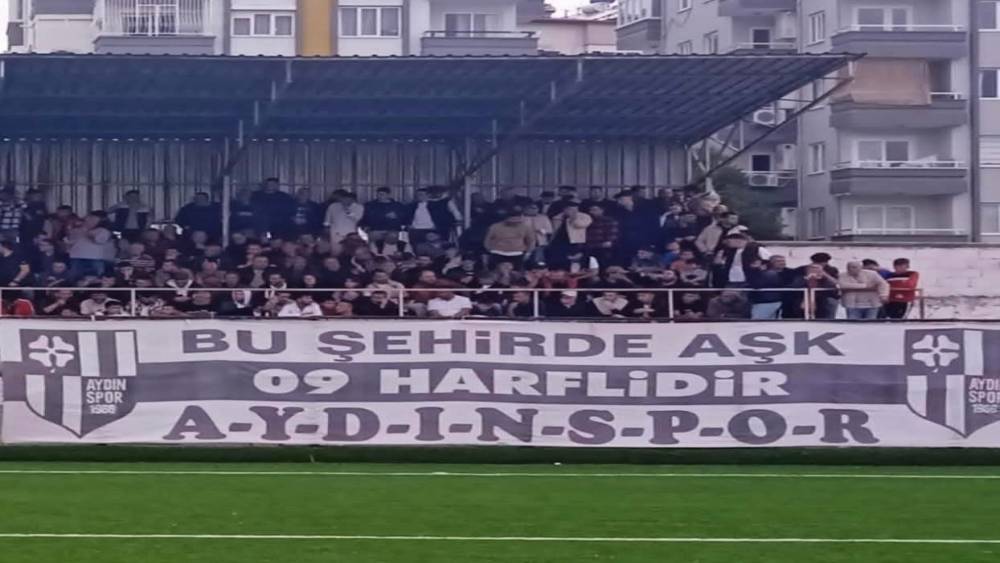 BU ŞEHİRDE AŞK
09 HARFLİDİR
A-Y-D-I-N-S-P-O-R
AYDIN
SPOR
AYDIN
SPOR